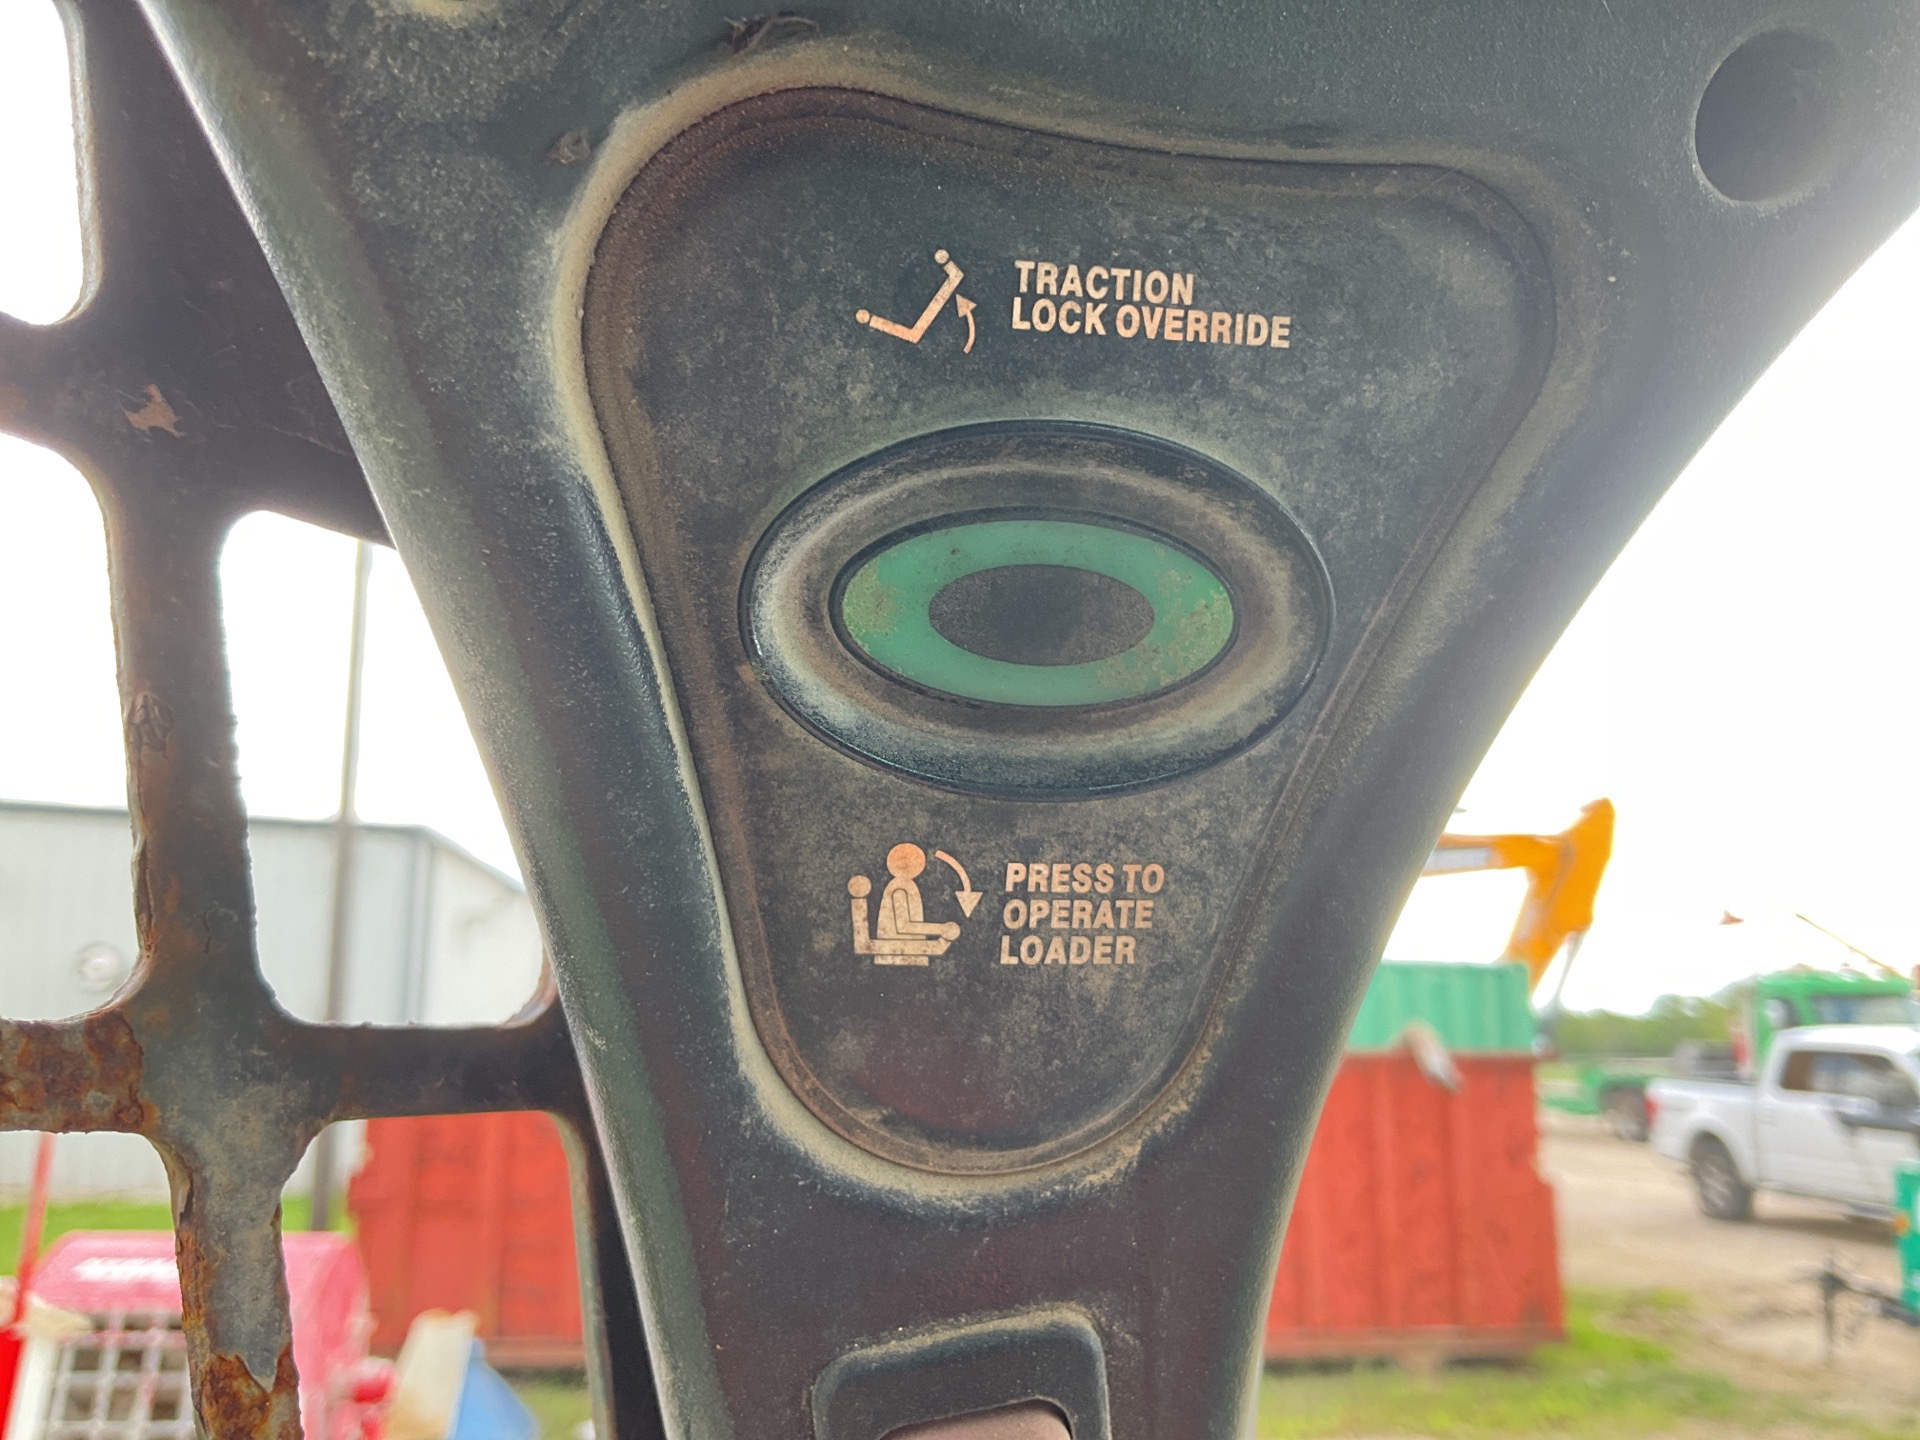 TRACTION
LOCK OVERRIDE
PRESS TO
OPERATE
LOADER